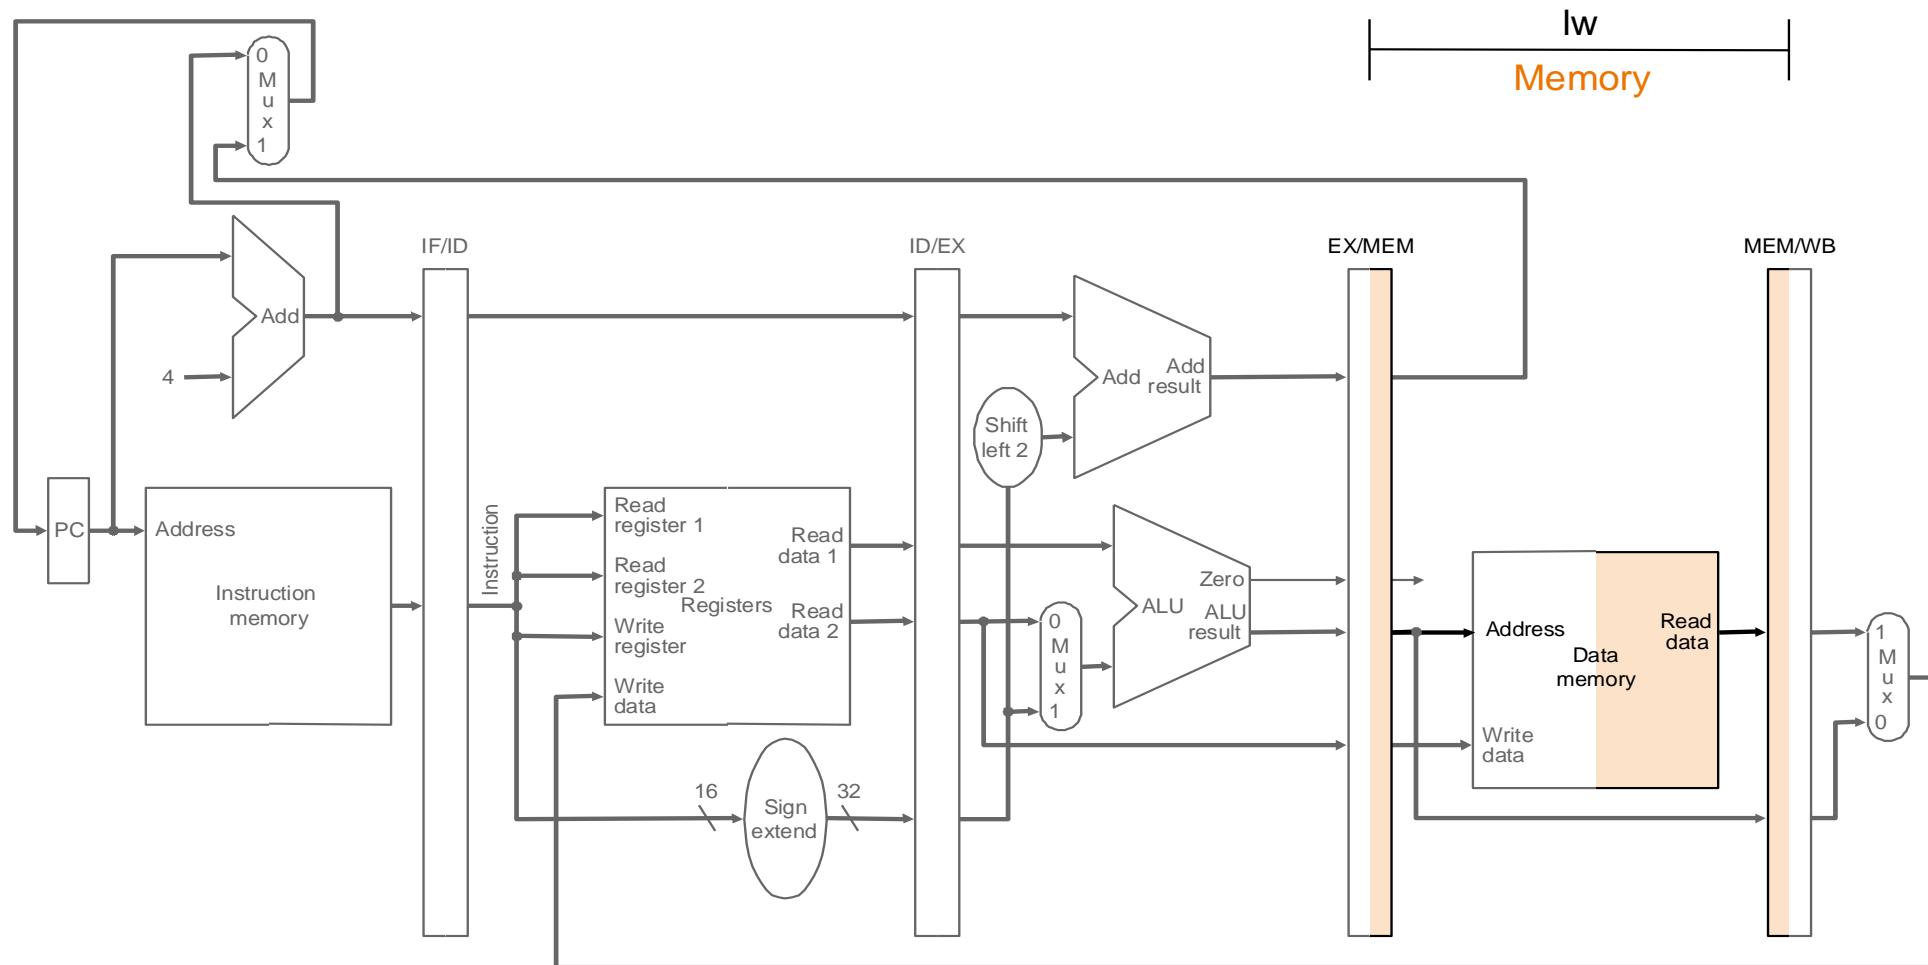 lw
Memory
0
M
u
x
1
Add
4
PC
Address
Instruction
memory
IF/ID
Instruction
Read
register 1
Read
register 2
Registers
Write
register
Write
data
Read
data 1
Read
data 2
16
Sign
extend
32
ID/EX
Shift
left 2
Add
Add
result
0
M
u
x
1
Zero
ALU
ALU
result
EX/MEM
Address
Read
data
Data
memory
Write
data
MEM/WB
1
M
u
x
0